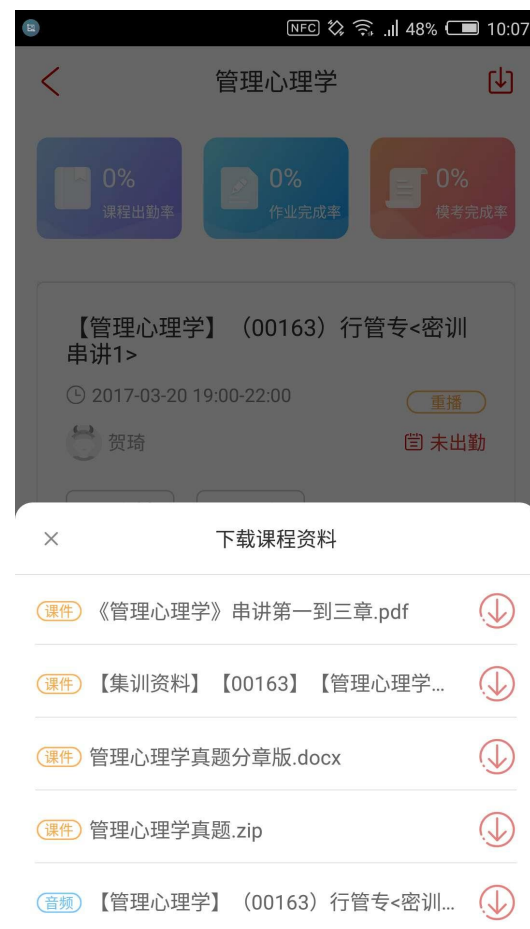 NFC 48% 10:07
管理心理学
0% 0% 0%
课程出勤率 作业完成率 模考完成率
【管理心理学】（00163）行管专<密训
串讲1>
2017-03-20 19:00-22:00
重播
贺琦 未出勤
下载课程资料
课件 《管理心理学》串讲第一到三章.pdf
课件 【集训资料】【00163】【管理心理学...
课件 管理心理学真题分章版.docx
课件 管理心理学真题.zip
音频 【管理心理学】（00163）行管专<密训...